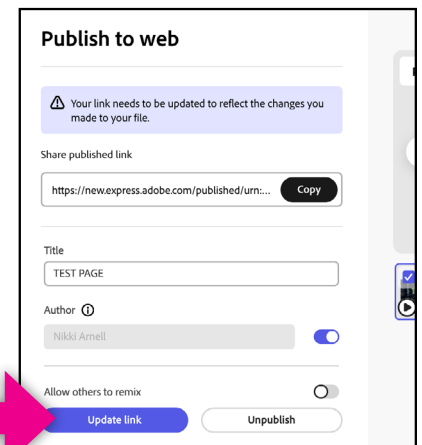 Publish to web
Your link needs to be updated to reflect the changes you
made to your file.
Share published link
https://new.express.adobe.com/published/urn:...
Copy
Title
TEST PAGE
Author
Nikki Arnell
Allow others to remix
Update link
Unpublish